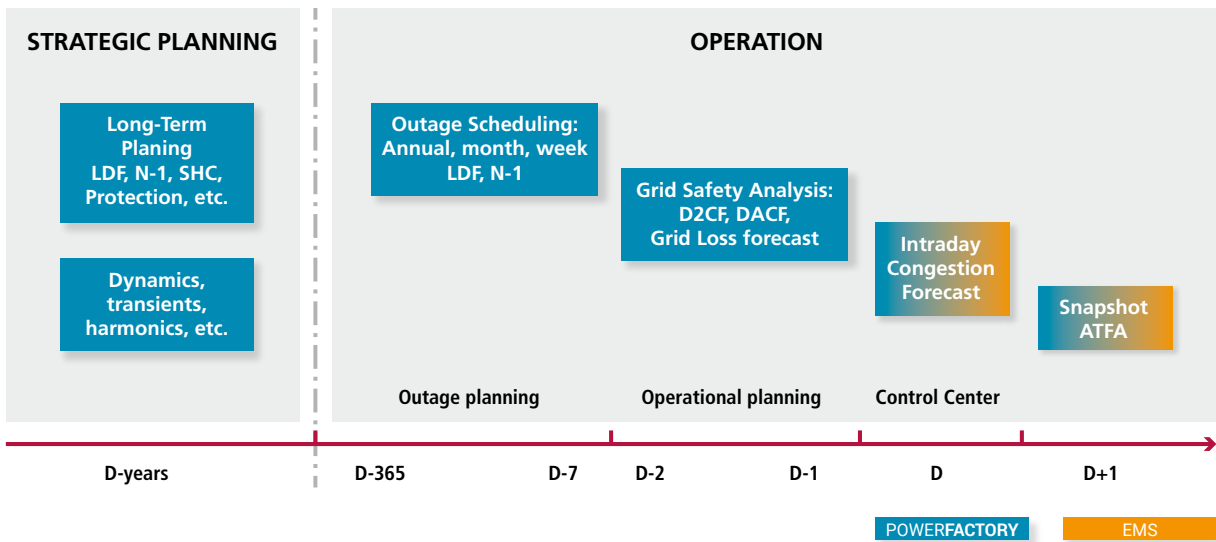 STRATEGIC PLANNING
OPERATION
Long-Term
Planing
LDF, N-1, SHC,
Protection, etc.
Dynamics,
transients,
harmonics, etc.
Outage Scheduling:
Annual, month, week
LDF, N-1
Grid Safety Analysis:
D2CF, DACF,
Grid Loss forecast
Intraday
Congestion
Forecast
Snapshot
ATFA
Outage planning
Operational planning
Control Center
D-years
D-365
D-7
D-2
D-1
D
D+1
POWERFACTORY
EMS